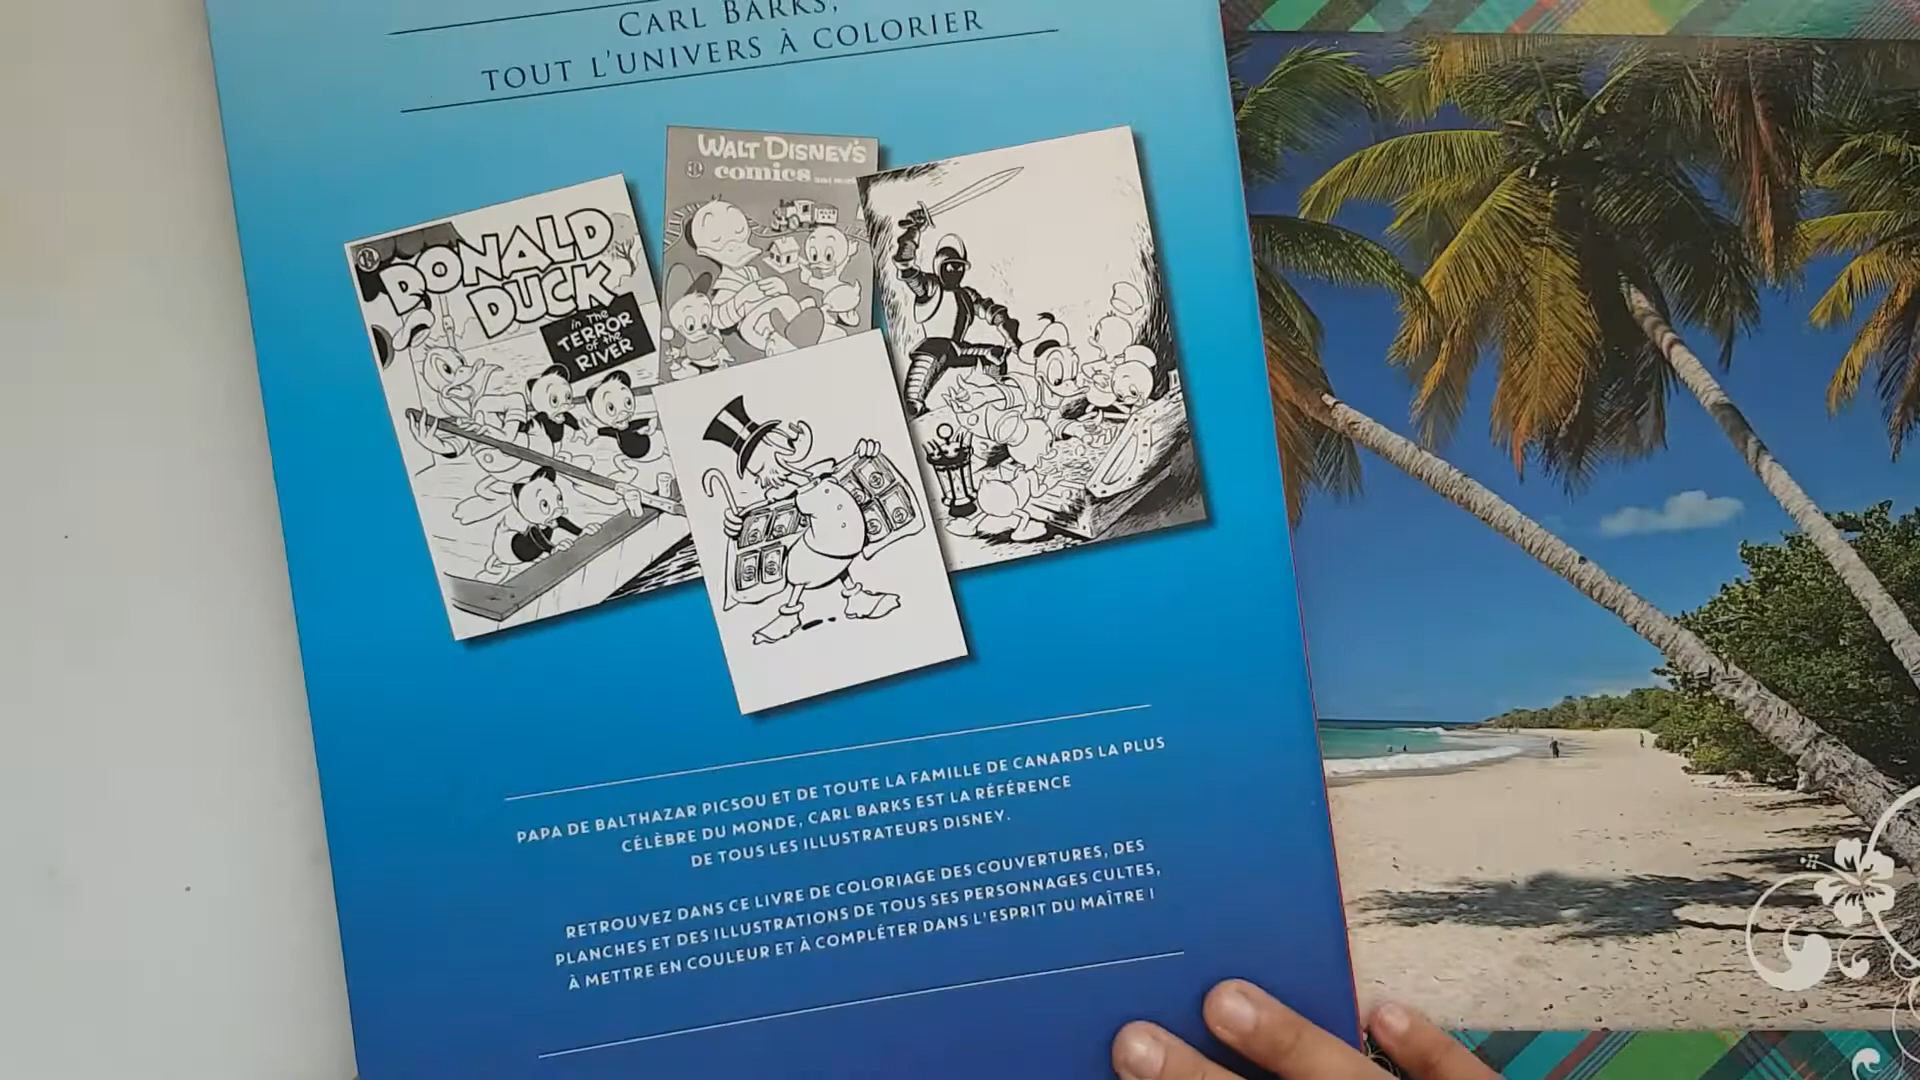 CARL BARKS,
TOUT L'UNIVERS À COLORIER
WALT DISNEY'S
comics
DONALD
DUCK
in The
TERROR
of the
RIVER
PAPA DE BALTHAZAR PICSOU ET DE TOUTE LA FAMILLE DE CANARDS LA PLUS
CÉLÈBRE DU MONDE, CARL BARKS EST LA RÉFÉRENCE
DE TOUS LES ILLUSTRATEURS DISNEY.
RETROUVEZ DANS CE LIVRE DE COLORIAGE DES COUVERTURES, DES
PLANCHES ET DES ILLUSTRATIONS DE TOUS SES PERSONNAGES CULTES,
À METTRE EN COULEUR ET À COMPLÉTER DANS L'ESPRIT DU MAÎTRE !